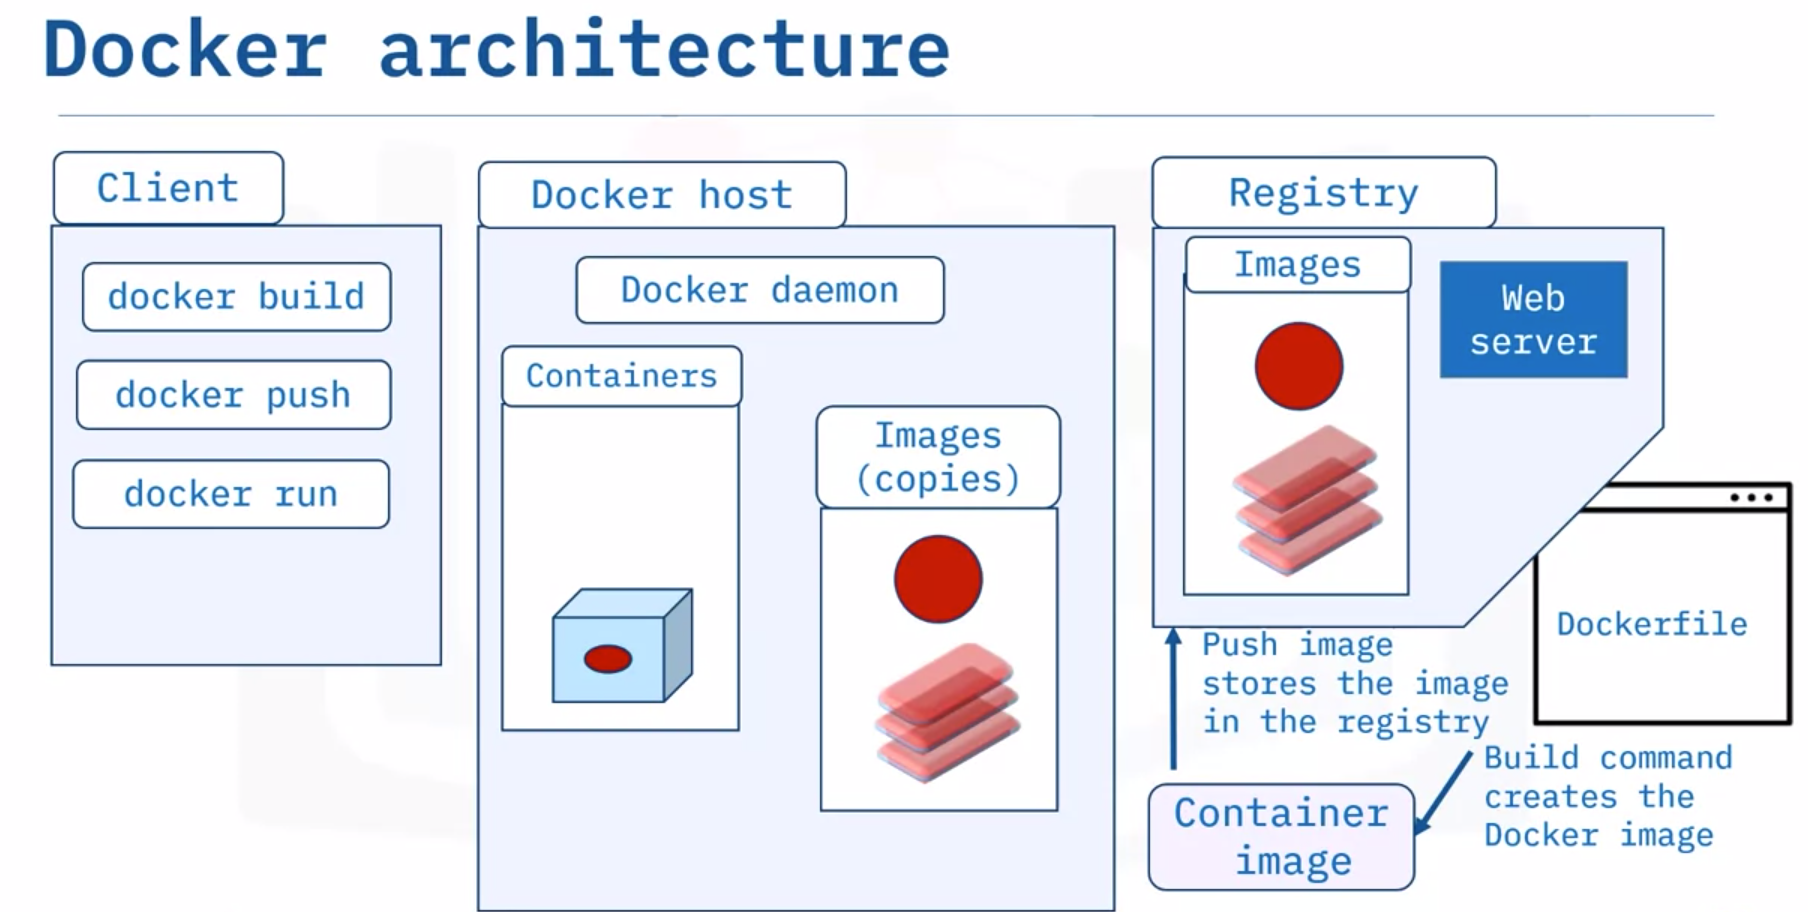 Docker architecture
Client
docker build
docker push
docker run
Docker host
Docker daemon
Containers
Images
(copies)
Registry
Images
Web
server
Dockerfile
Push image
stores the image
in the registry
Build command
creates the
Docker image
Container
image